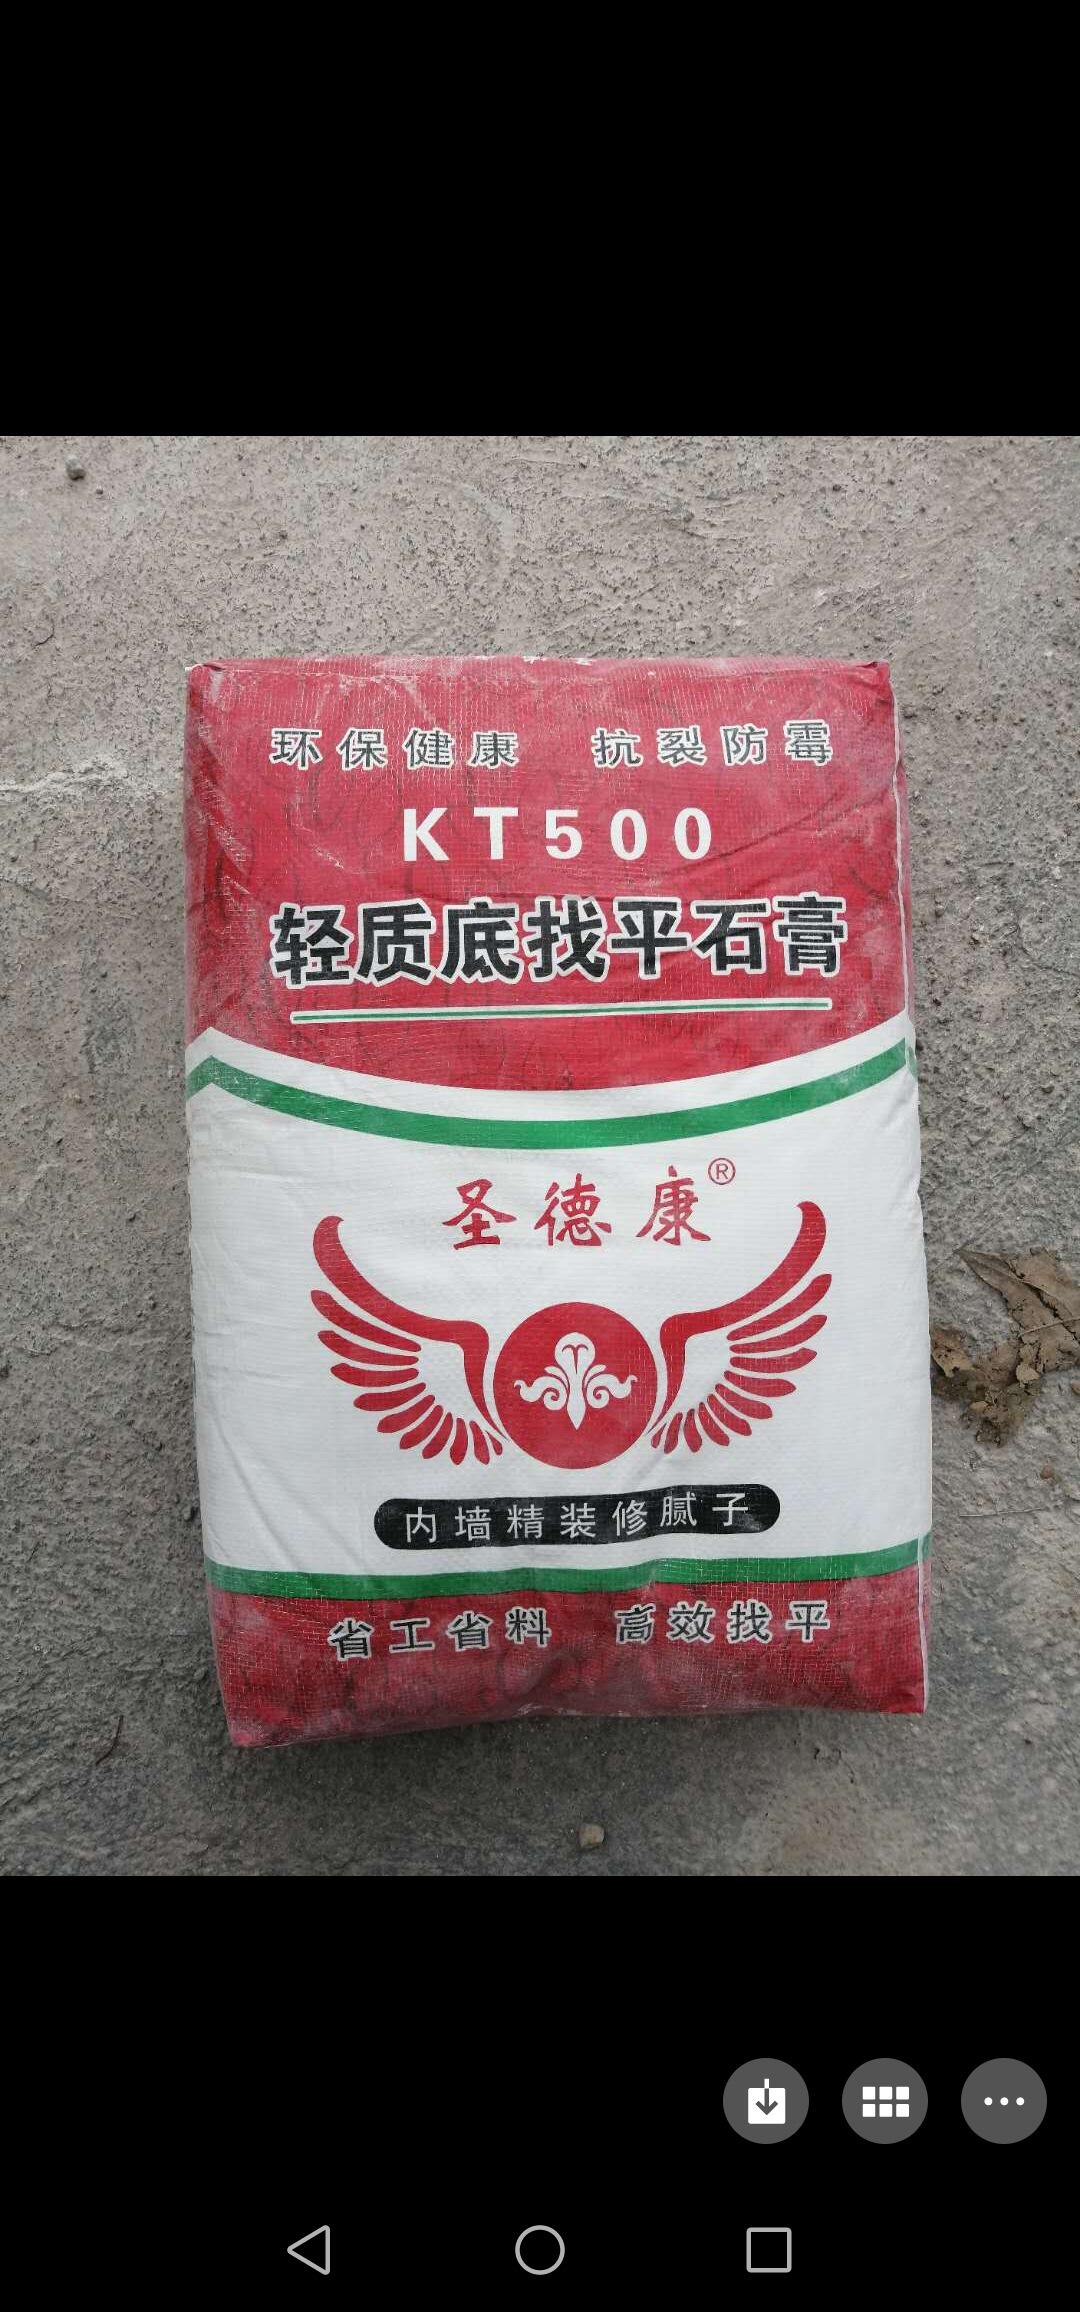 环保健康 抗裂防霉
KT500
轻质底找平石膏
圣德康®
内墙精装修腻子
省工省料 高效找平